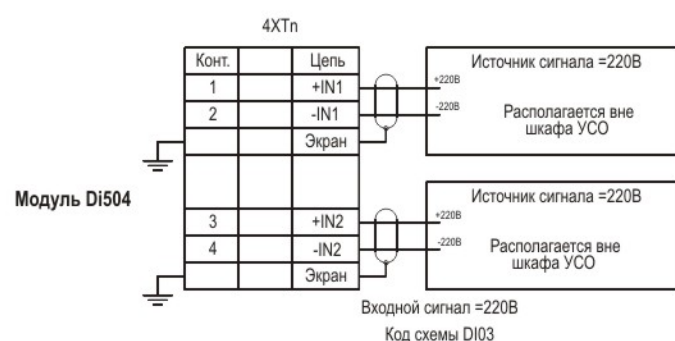 4XTn
Конт. Цепь
1 +IN1
2 -IN1
Экран
+220В
-220В
Источник сигнала =220В
Располагается вне
шкафа УСО
Модуль Di504
3 +IN2
4 -IN2
Экран
+220В
-220В
Источник сигнала =220В
Располагается вне
шкафа УСО
Входной сигнал =220В
Код схемы DI03